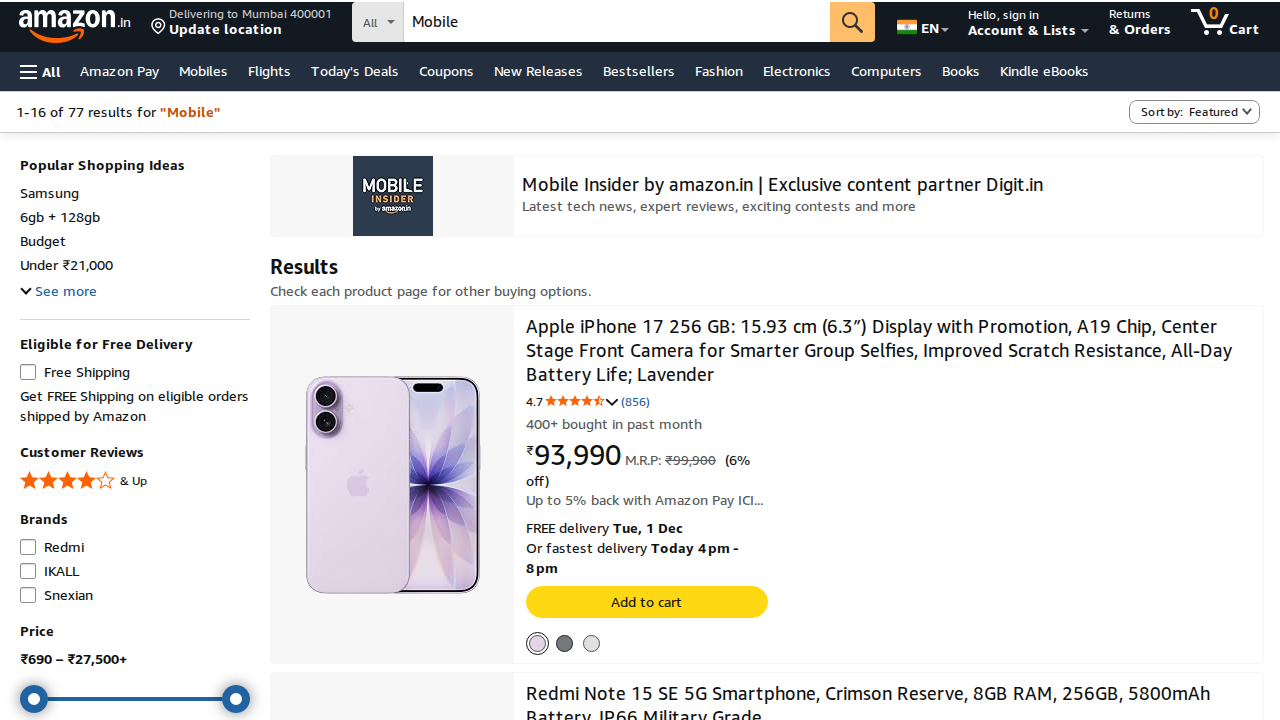 amazon.in
Delivering to Mumbai 400001
Update location
All
Mobile
EN
Hello, sign in
Account & Lists
Returns
& Orders
0
Cart
All
Amazon Pay
Mobiles
Flights
Today's Deals
Coupons
New Releases
Bestsellers
Fashion
Electronics
Computers
Books
Kindle eBooks
1-16 of 77 results for "Mobile"
Sort by: Featured
Popular Shopping Ideas
Samsung
6gb + 128gb
Budget
Under ₹21,000
See more
Eligible for Free Delivery
Free Shipping
Get FREE Shipping on eligible orders
shipped by Amazon
Customer Reviews
& Up
Brands
Redmi
IKALL
Snexian
Price
₹690 – ₹27,500+
MOBILE
INSIDER
by amazon.in
Mobile Insider by amazon.in | Exclusive content partner Digit.in
Latest tech news, expert reviews, exciting contests and more
Results
Check each product page for other buying options.
Apple iPhone 17 256 GB: 15.93 cm (6.3″) Display with Promotion, A19 Chip, Center
Stage Front Camera for Smarter Group Selfies, Improved Scratch Resistance, All-Day
Battery Life; Lavender
4.7 (856)
400+ bought in past month
₹93,990 M.R.P: ₹99,900 (6%
off)
Up to 5% back with Amazon Pay ICI...
FREE delivery Tue, 1 Dec
Or fastest delivery Today 4 pm -
8 pm
Add to cart
Redmi Note 15 SE 5G Smartphone, Crimson Reserve, 8GB RAM, 256GB, 5800mAh
Battery, IP66 Military Grade